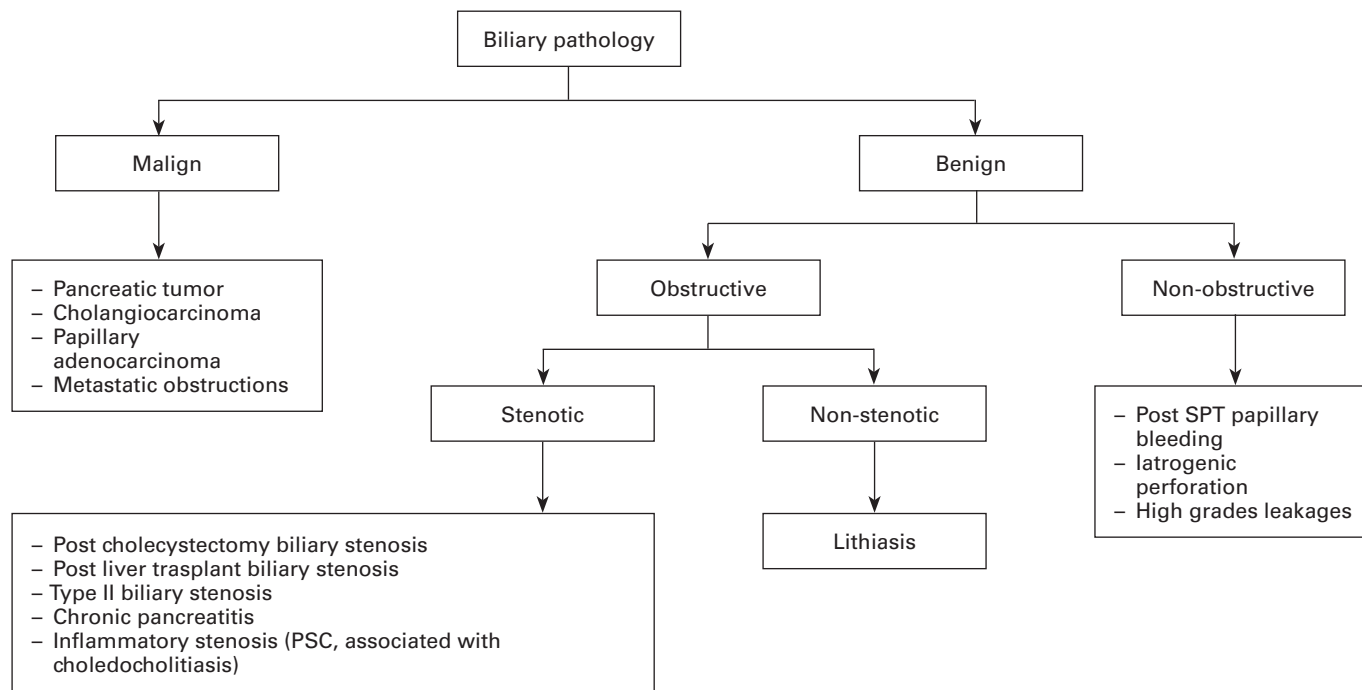 Biliary pathology
Malign
Benign
– Pancreatic tumor
– Cholangiocarcinoma
– Papillary
adenocarcinoma
– Metastatic obstructions
Obstructive
Non-obstructive
Stenotic
Non-stenotic
– Post SPT papillary
bleeding
– Iatrogenic
perforation
– High grades leakages
– Post cholecystectomy biliary stenosis
– Post liver trasplant biliary stenosis
– Type II biliary stenosis
– Chronic pancreatitis
– Inflammatory stenosis (PSC, associated with
choledocholitiasis)
Lithiasis